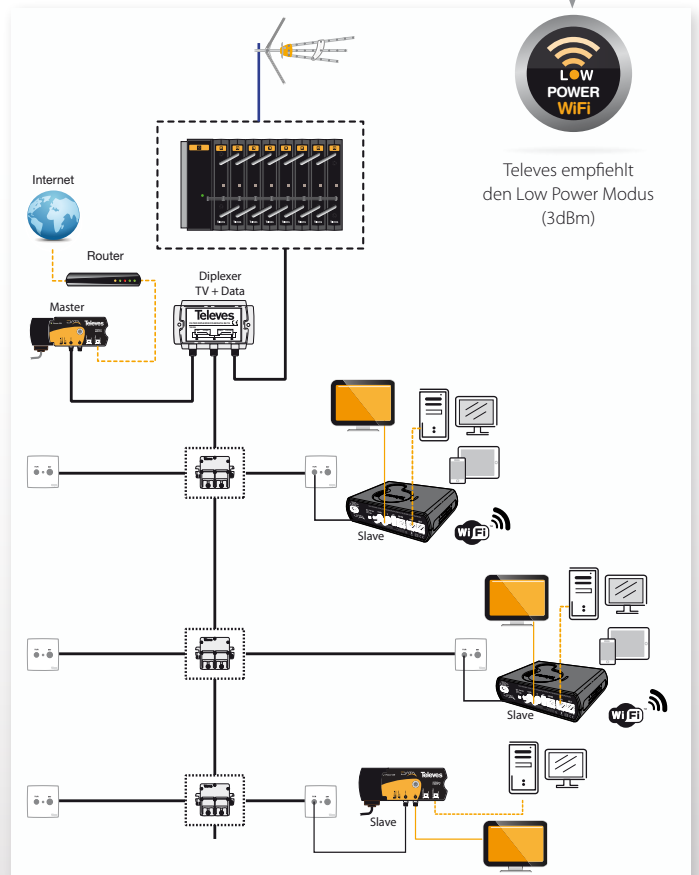 LOW
POWER
WiFi
Televes empfiehlt
den Low Power Modus
(3dBm)
Internet
Router
Diplexer
TV + Data
Master
Televes
Televes
Slave
WiFi
Slave
WiFi
Televes
Slave